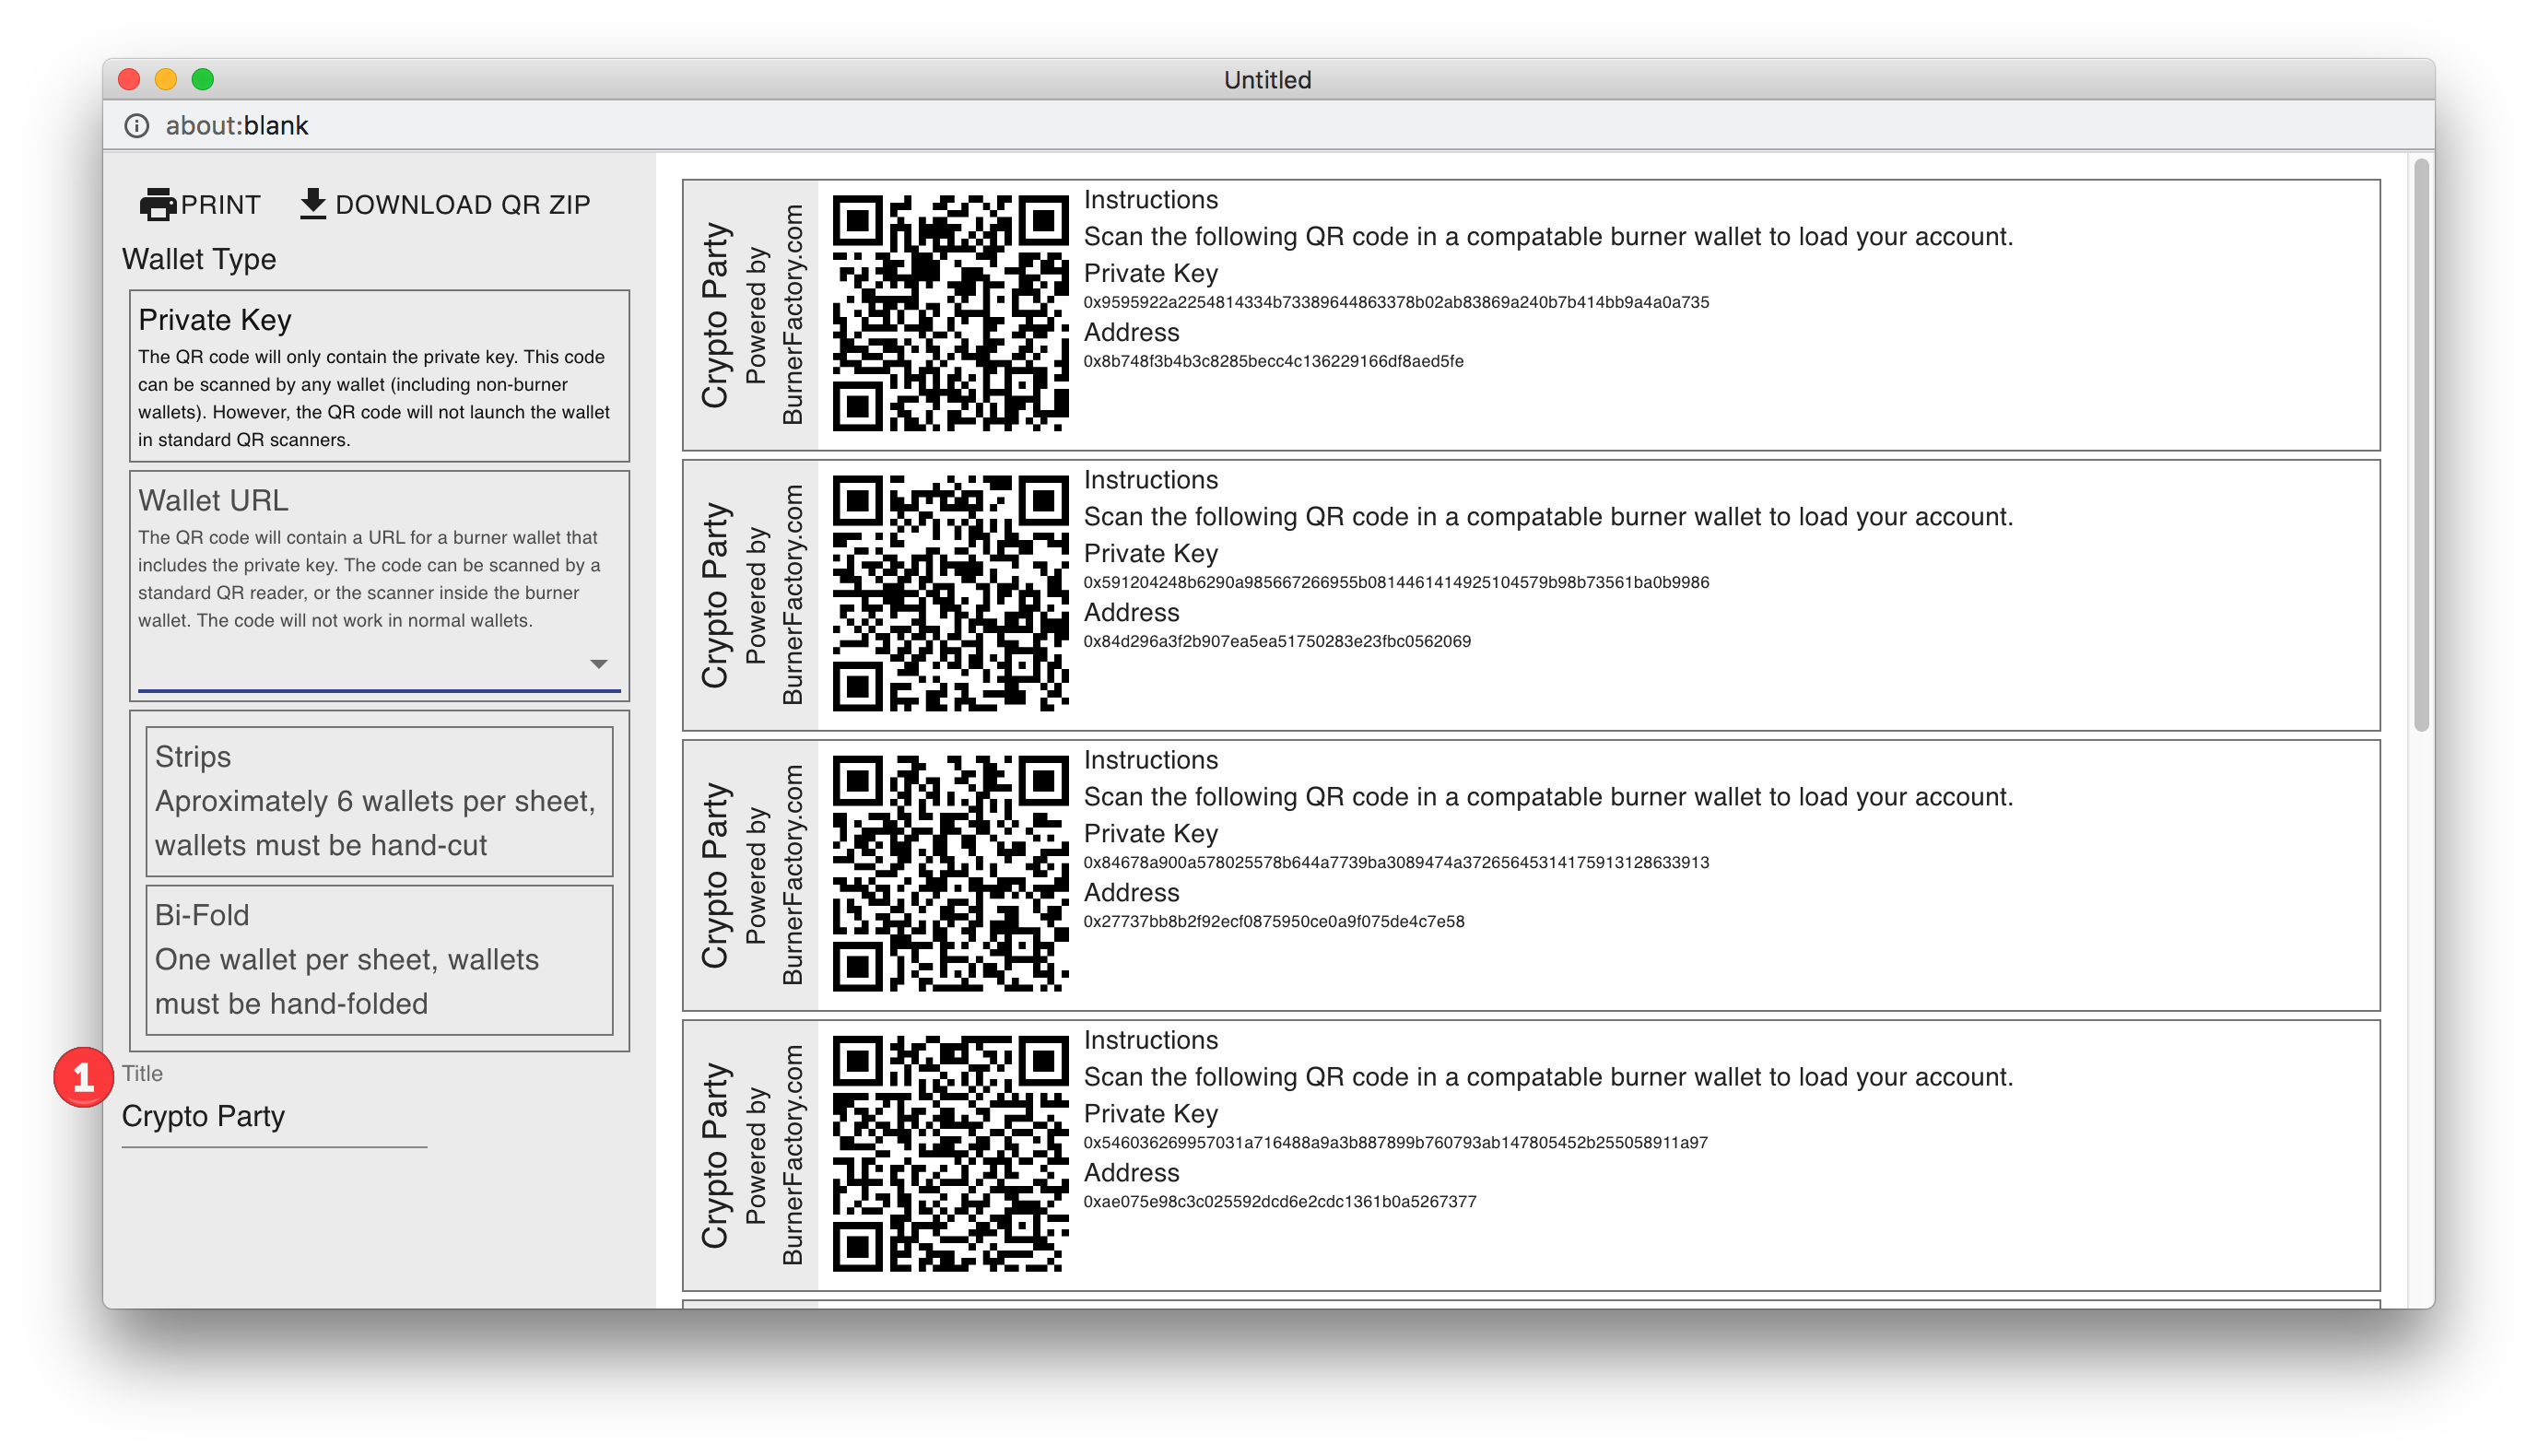 Untitled
about:blank
PRINT
DOWNLOAD QR ZIP
Wallet Type
Private Key
The QR code will only contain the private key. This code
can be scanned by any wallet (including non-burner
wallets). However, the QR code will not launch the wallet
in standard QR scanners.
Wallet URL
The QR code will contain a URL for a burner wallet that
includes the private key. The code can be scanned by a
standard QR reader, or the scanner inside the burner
wallet. The code will not work in normal wallets.
Strips
Aproximately 6 wallets per sheet,
wallets must be hand-cut
Bi-Fold
One wallet per sheet, wallets
must be hand-folded
1
Title
Crypto Party
Crypto Party
Powered by
BurnerFactory.com
Instructions
Scan the following QR code in a compatable burner wallet to load your account.
Private Key
0x9595922a2254814334b73389644863378b02ab83869a240b7b414bb9a4a0a735
Address
0x8b748f3b4b3c8285becc4c136229166df8aed5fe
Crypto Party
Powered by
BurnerFactory.com
Instructions
Scan the following QR code in a compatable burner wallet to load your account.
Private Key
0x591204248b6290a985667266955b0814461414925104579b98b73561ba0b9986
Address
0x84d296a3f2b907ea5ea51750283e23fbc0562069
Crypto Party
Powered by
BurnerFactory.com
Instructions
Scan the following QR code in a compatable burner wallet to load your account.
Private Key
0x84678a900a578025578b644a7739ba3089474a37265645314175913128633913
Address
0x27737bb8b2f92ecf0875950ce0a9f075de4c7e58
Crypto Party
Powered by
BurnerFactory.com
Instructions
Scan the following QR code in a compatable burner wallet to load your account.
Private Key
0x546036269957031a716488a9a3b887899b760793ab147805452b255058911a97
Address
0xae075e98c3c025592dcd6e2cdc1361b0a5267377